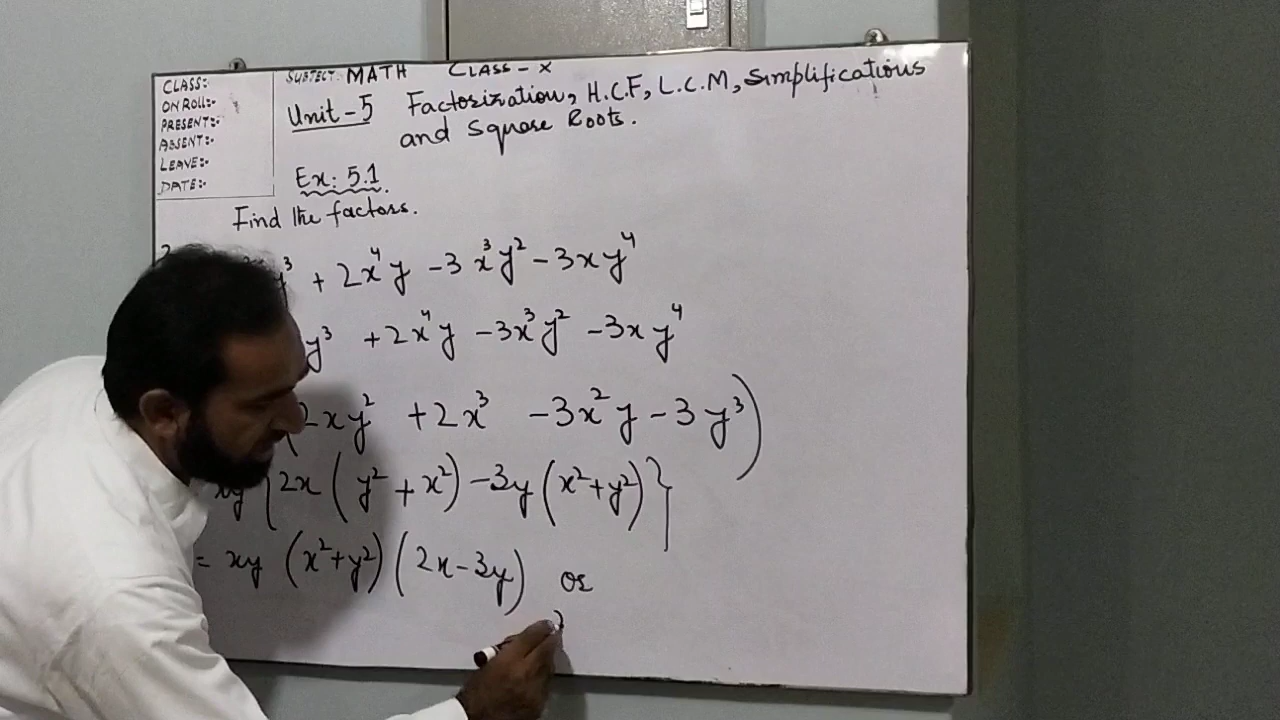 CLASS:
ON ROLL:-
PRESENT:-
ABSENT:-
LEAVE:-
DATE:-
SUBJECT: MATH CLASS - X
Unit - 5 Factorization, H.C.F, L.C.M, Simplifications
and Square Roots.
Ex: 5.1.
Find the factors.
y³ + 2x⁴y - 3x³y² - 3xy⁴
y³ + 2x⁴y - 3x³y² - 3xy⁴
(2xy² + 2x³ - 3x²y - 3y³)
xy {2x (y² + x²) - 3y (x² + y²)}
= xy (x² + y²) (2x - 3y) or